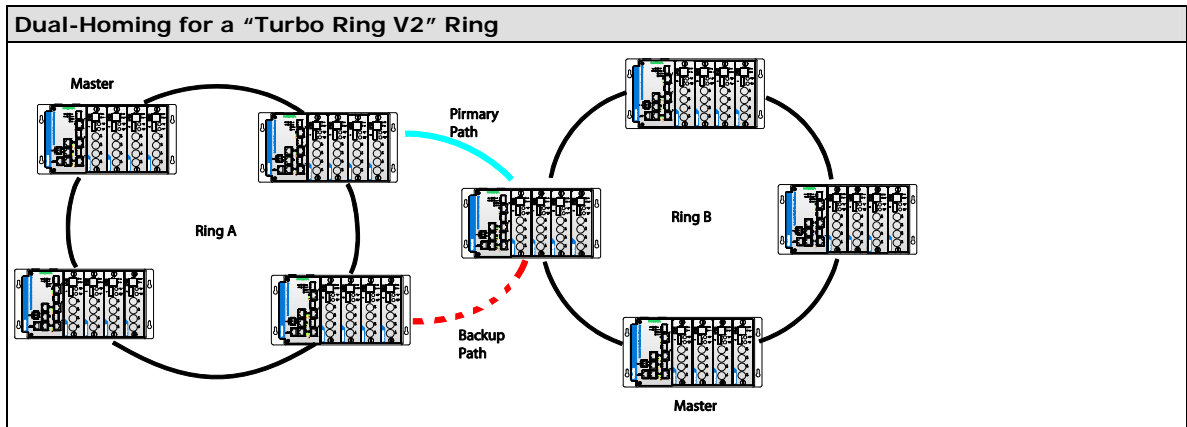 Dual-Homing for a “Turbo Ring V2” Ring
Master
Pirmary
Path
Ring A
Ring B
Backup
Path
Master